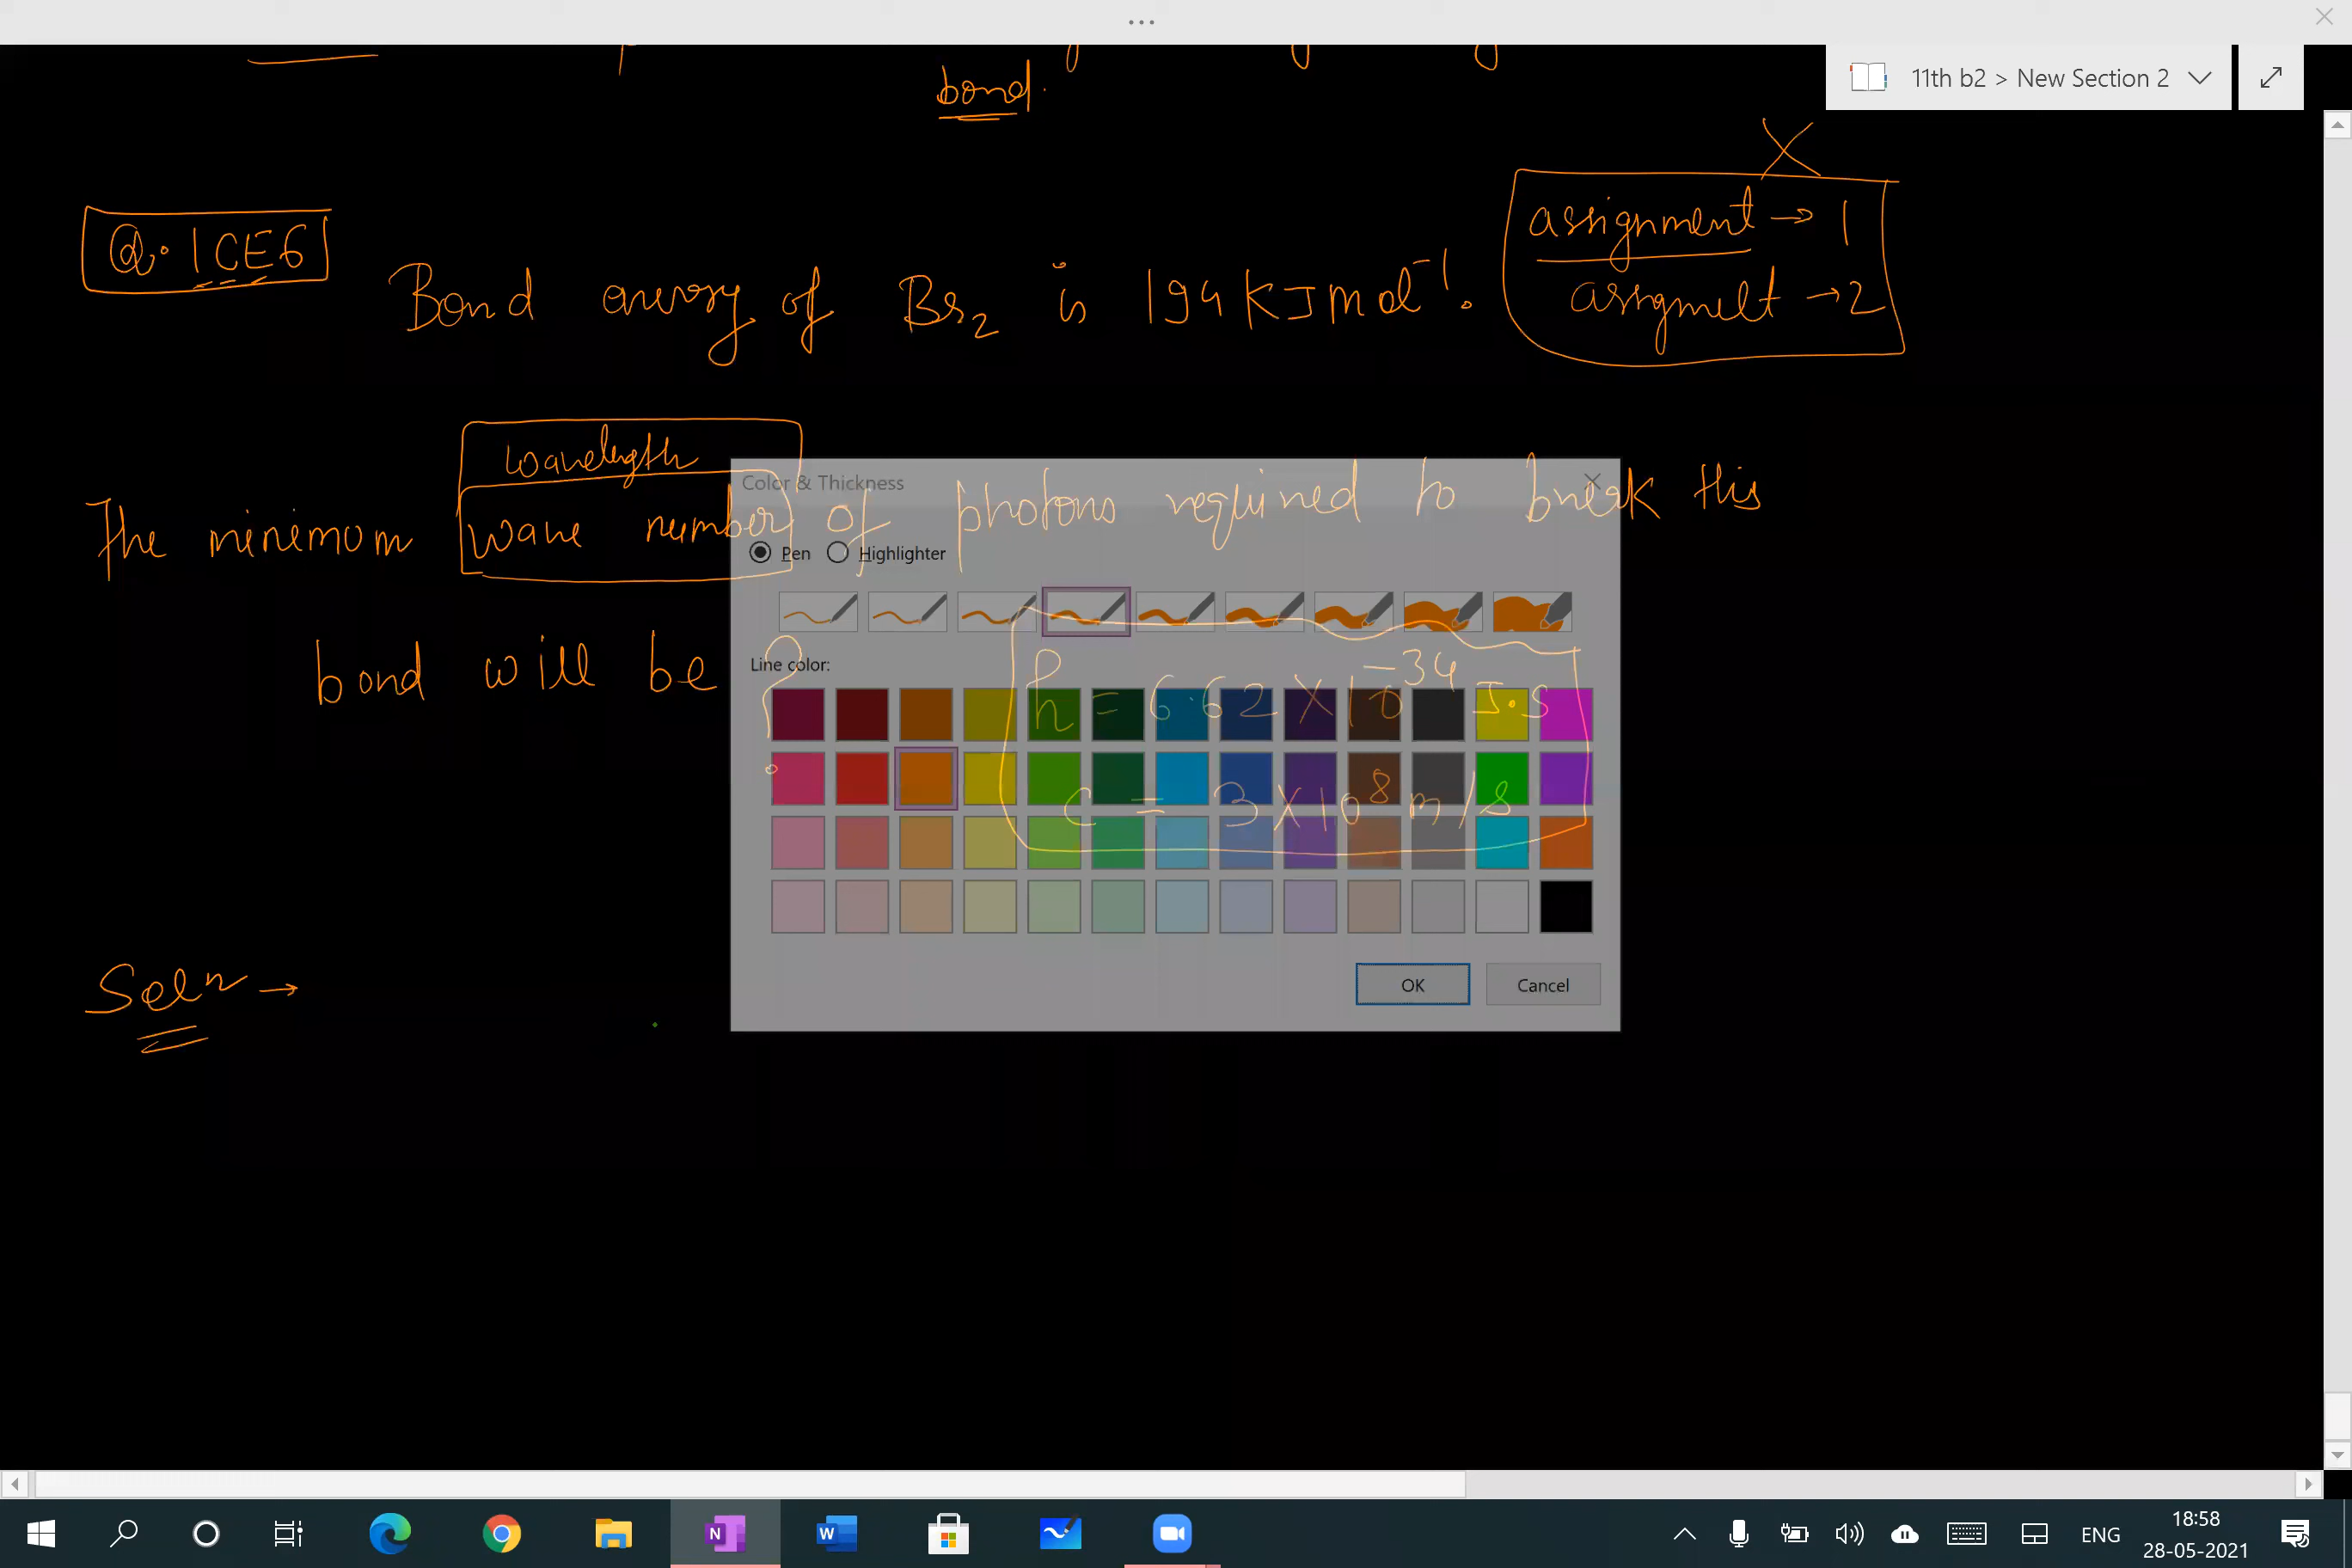 bond.
11th b2 > New Section 2
Q. ICE6
assignment → 1
Bond energy of Br2 is 194 KJ mol⁻¹.
→ 2
wavelength
The minimum wave number of photons required to break this
Color & Thickness
Pen Highlighter
bond will be ?
Line color:
h = 6.62 × 10⁻³⁴ J.s
c = 3 × 10⁸ m/s
Soln →
OK Cancel
ENG
18:58
28-05-2021